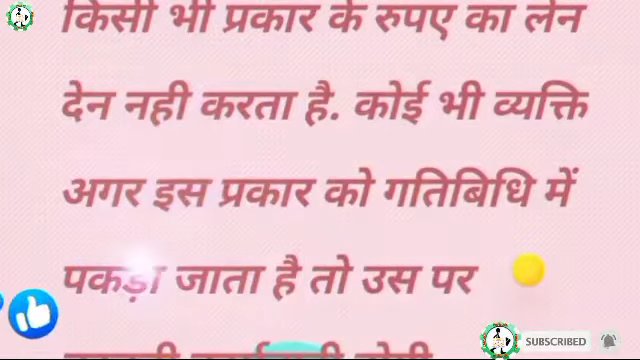 किसी भी प्रकार के रुपए का लेन
देन नही करता है. कोई भी व्यक्ति
अगर इस प्रकार को गतिबिधि में
पकड़ा जाता है तो उस पर
SUBSCRIBED